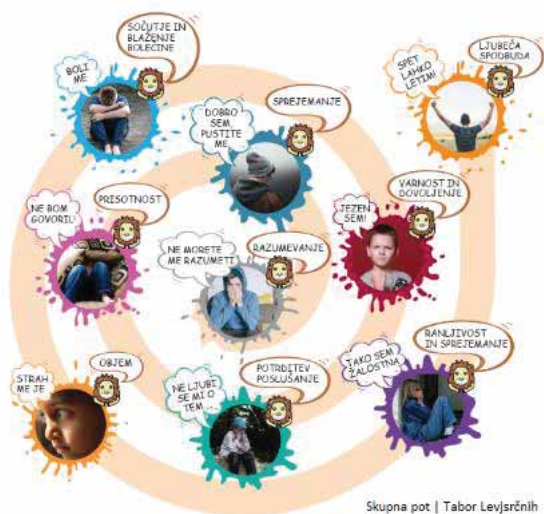 SOČUTJE IN
BLAŽENJE
BOLEČINE
BOLI
ME
LJUBEČA
SPODBUDA
SPET
LAHKO
LETIM!
SPREJEMANJE
DOBRO
SEM,
PUSTITE
ME
VARNOST IN
DOVOLJENJE
JEZEN
SEM!
PRISOTNOST
NE BOM
GOVORIL!
RAZUMEVANJE
NE MORETE
ME RAZUMETI
RANLJIVOST
IN SPREJEMANJE
TAKO SEM
ŽALOSTNA
OBJEM
STRAH
ME JE
POTRDITEV
POSLUŠANJE
NE LJUBI
SE MI O
TEM ...
Skupna pot | Tabor Levjsrčnih